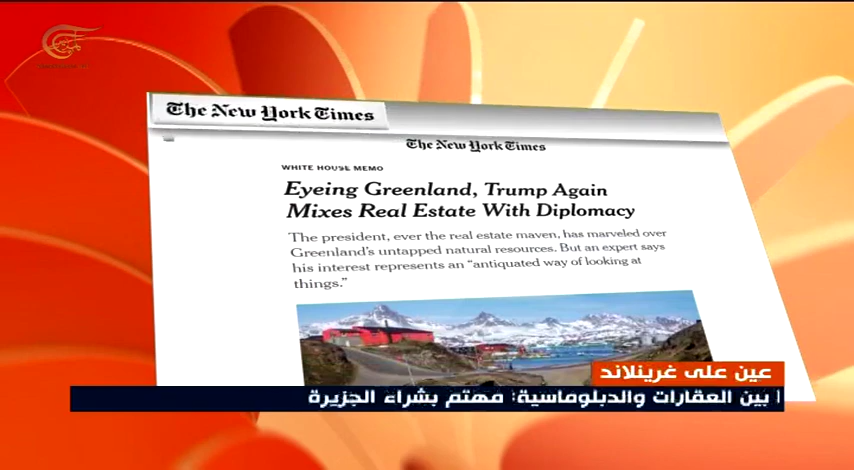 The New York Times
The New York Times
WHITE HOUSE MEMO
Eyeing Greenland, Trump Again
Mixes Real Estate With Diplomacy
The president, ever the real estate maven, has marveled over
Greenland's untapped natural resources. But an expert says
his interest represents an “antiquated way of looking at
things.”
عين على غرينلاند
بين العقارات والدبلوماسية: مهتم بشراء الجزيرة